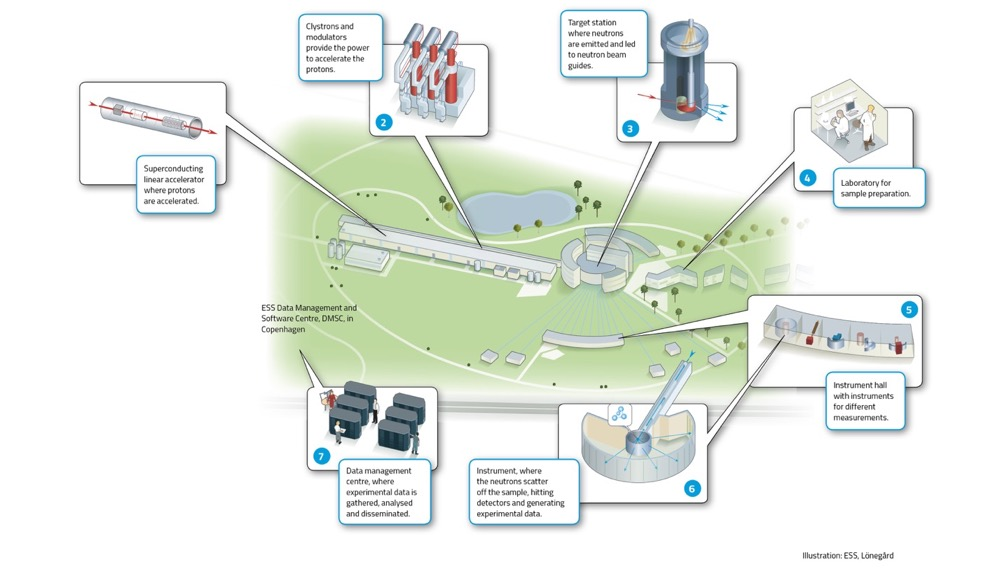 Clystrons and
modulators
provide the power
to accelerate the
protons.
2
Target station
where neutrons
are emitted and led
to neutron beam
guides.
3
Superconducting
linear accelerator
where protons
are accelerated.
4
Laboratory for
sample preparation.
ESS Data Management and
Software Centre, DMSC, in
Copenhagen
5
Instrument hall
with instruments
for different
measurements.
7
Data management
centre, where
experimental data is
gathered, analysed
and disseminated.
Instrument, where
the neutrons scatter
off the sample, hitting
detectors and generating
experimental data.
6
Illustration: ESS, Lönegård